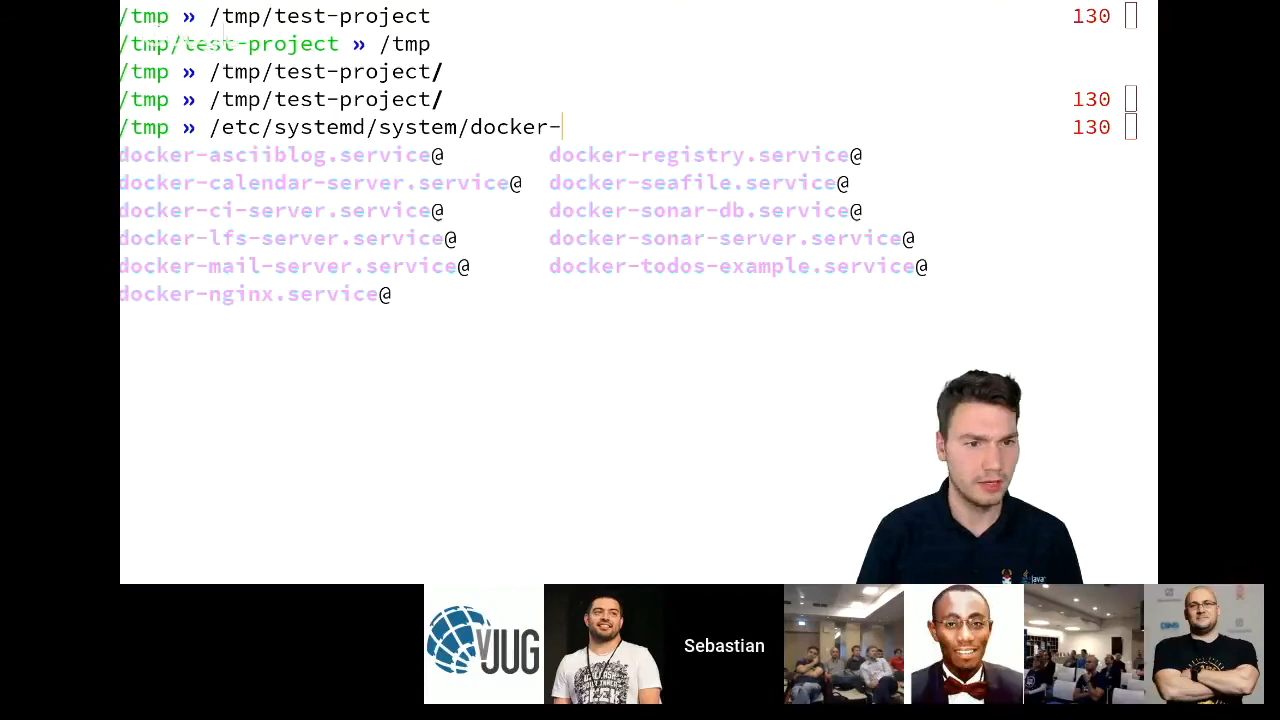 /tmp » /tmp/test-project 130
/tmp/test-project » /tmp
/tmp » /tmp/test-project/
/tmp » /tmp/test-project/ 130
/tmp » /etc/systemd/system/docker- 130
docker-asciiblog.service@ docker-registry.service@
docker-calendar-server.service@ docker-seafile.service@
docker-ci-server.service@ docker-sonar-db.service@
docker-lfs-server.service@ docker-sonar-server.service@
docker-mail-server.service@ docker-todos-example.service@
docker-nginx.service@
Java
vJUG
Sebastian
GEEK